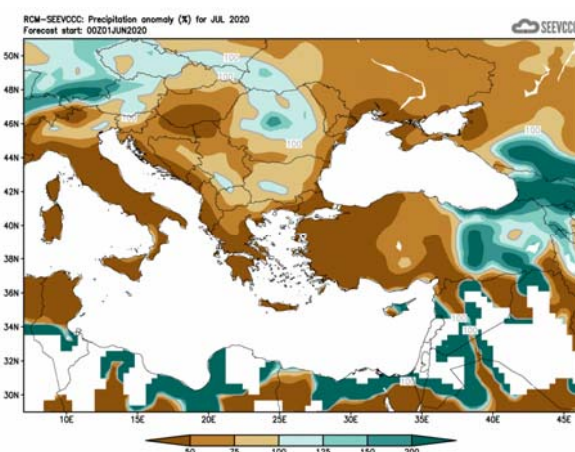 RCM-SEEVCCC: Precipitation anomaly (%) for JUL 2020
Forecast start: 00Z01JUN2020
SEEVCCC
50N
48N
46N
44N
42N
40N
38N
36N
34N
32N
30N
100
100
100
100
100
100
100
10E
15E
20E
25E
30E
35E
40E
45E
50
75
100
125
150
200